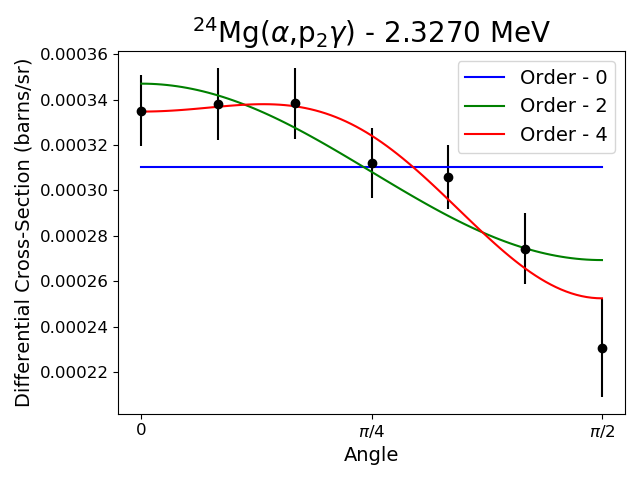 ²⁴Mg(α,p₂γ) - 2.3270 MeV
Differential Cross-Section (barns/sr)
0.00036
0.00034
0.00032
0.00030
0.00028
0.00026
0.00024
0.00022
Order - 0
Order - 2
Order - 4
0
π/4
π/2
Angle